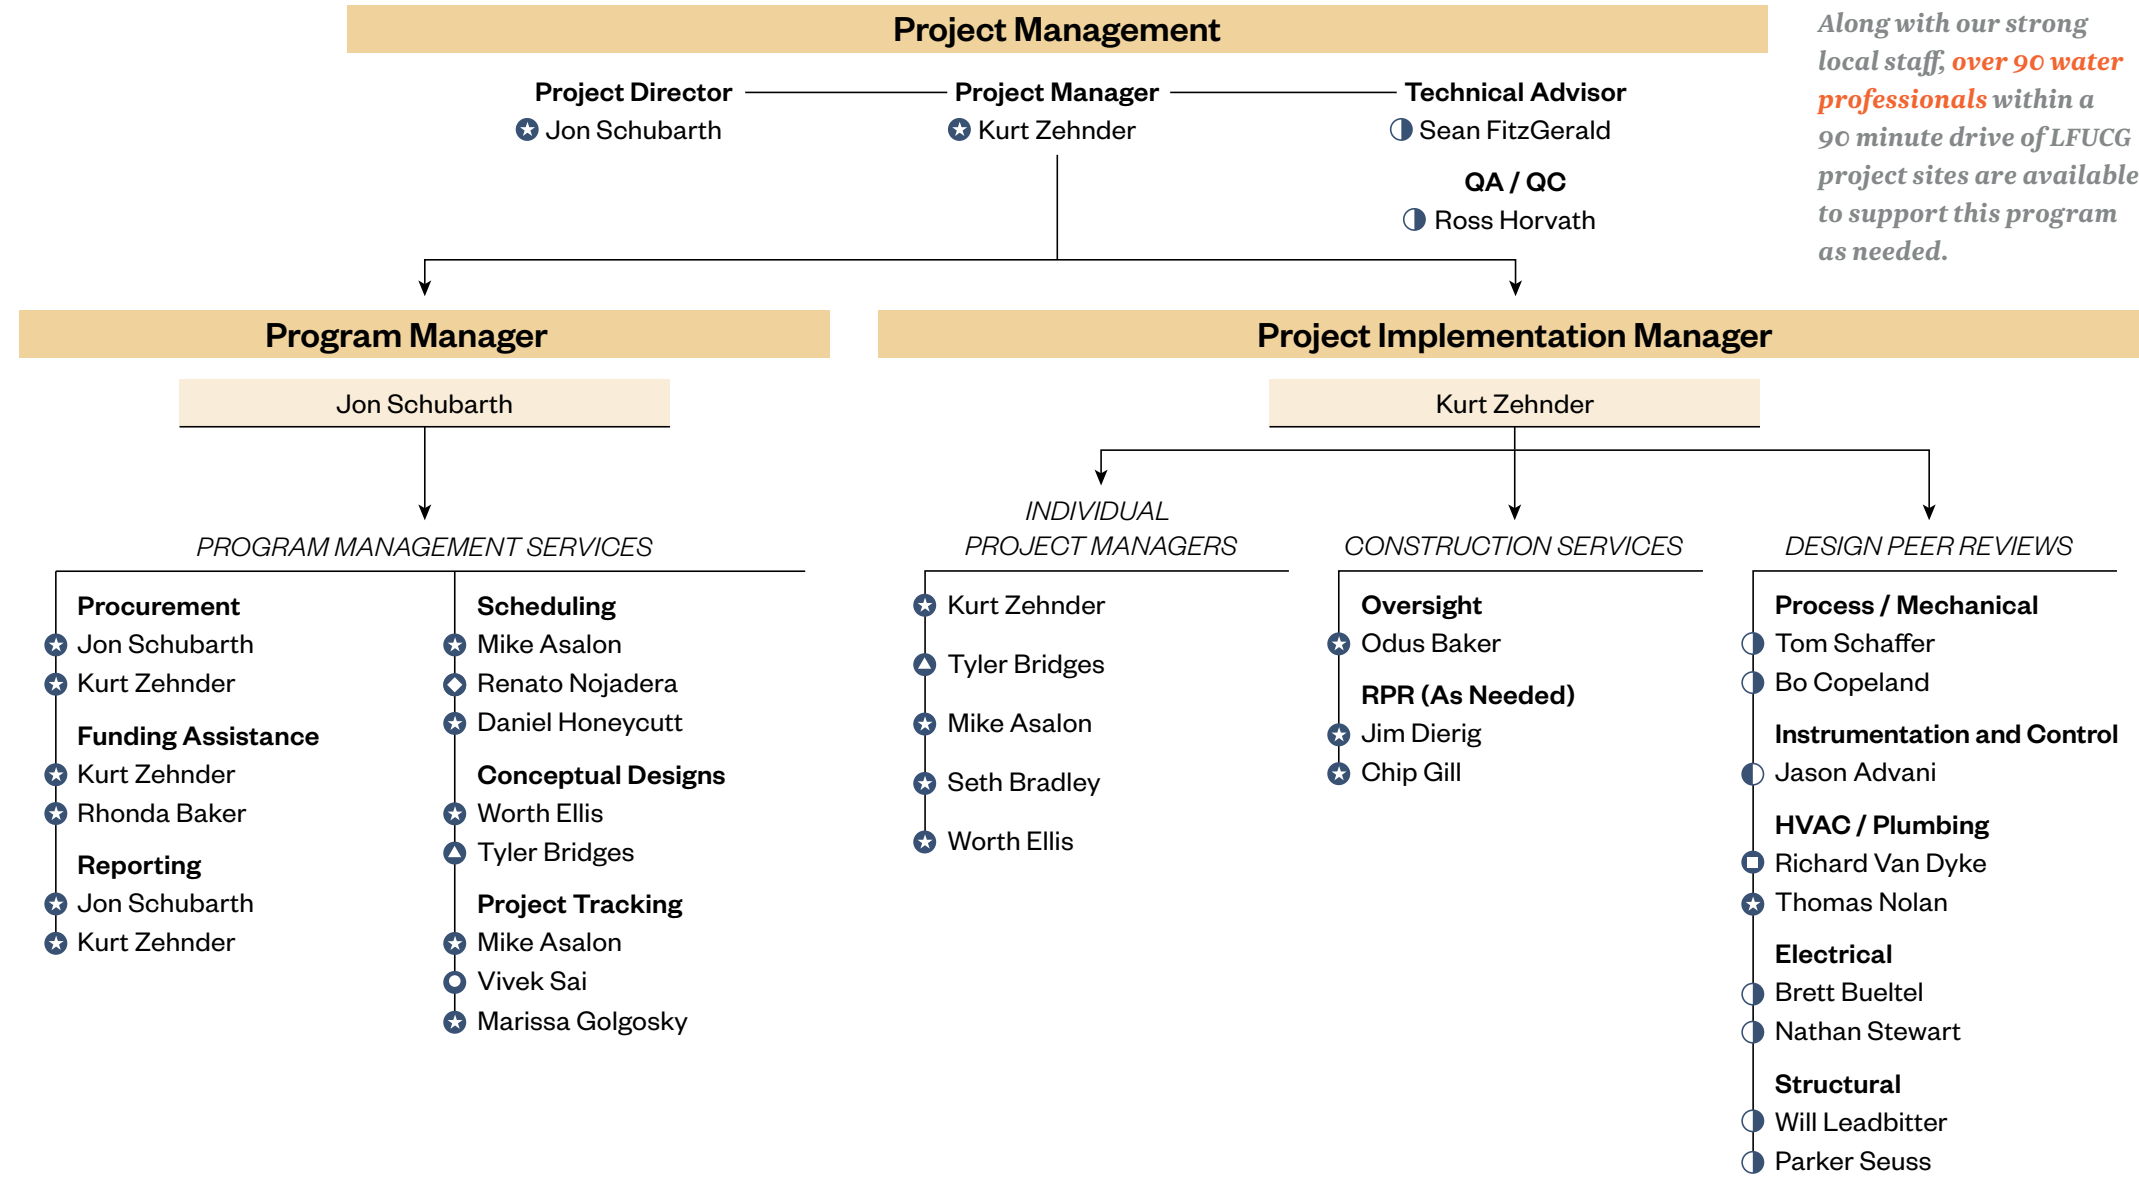 Project Management
Along with our strong
local staff, over 90 water
professionals within a
90 minute drive of LFUCG
project sites are available
to support this program
as needed.
Project Director
Project Manager
Technical Advisor
Jon Schubarth
Kurt Zehnder
Sean FitzGerald
QA / QC
Ross Horvath
Program Manager
Jon Schubarth
PROGRAM MANAGEMENT SERVICES
Procurement
Jon Schubarth
Kurt Zehnder
Funding Assistance
Kurt Zehnder
Rhonda Baker
Reporting
Jon Schubarth
Kurt Zehnder
Scheduling
Mike Asalon
Renato Nojadera
Daniel Honeycutt
Conceptual Designs
Worth Ellis
Tyler Bridges
Project Tracking
Mike Asalon
Vivek Sai
Marissa Golgosky
Project Implementation Manager
Kurt Zehnder
INDIVIDUAL
PROJECT MANAGERS
Kurt Zehnder
Tyler Bridges
Mike Asalon
Seth Bradley
Worth Ellis
CONSTRUCTION SERVICES
Oversight
Odus Baker
RPR (As Needed)
Jim Dierig
Chip Gill
DESIGN PEER REVIEWS
Process / Mechanical
Tom Schaffer
Bo Copeland
Instrumentation and Control
Jason Advani
HVAC / Plumbing
Richard Van Dyke
Thomas Nolan
Electrical
Brett Bueltel
Nathan Stewart
Structural
Will Leadbitter
Parker Seuss